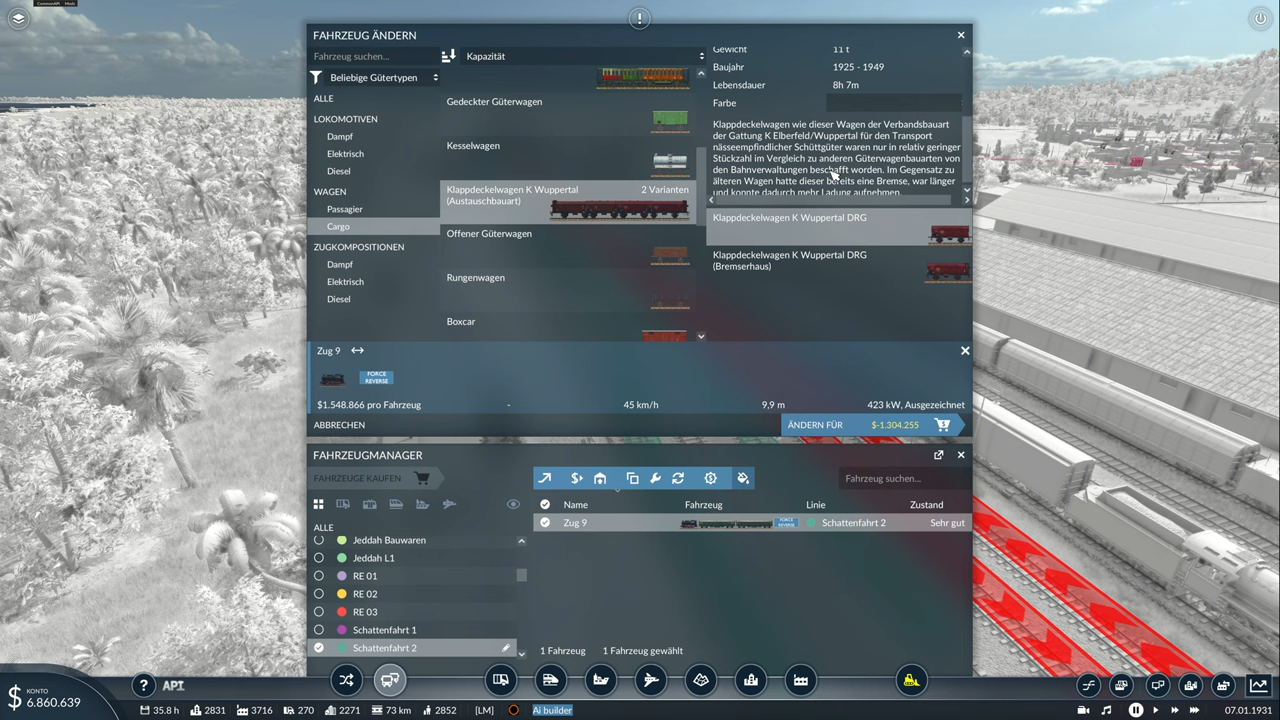 CommonAPI Mods
FAHRZEUG ÄNDERN
Fahrzeug suchen...
Kapazität
Beliebige Gütertypen
ALLE
LOKOMOTIVEN
Dampf
Elektrisch
Diesel
WAGEN
Passagier
Cargo
ZUGKOMPOSITIONEN
Dampf
Elektrisch
Diesel
Gedeckter Güterwagen
Kesselwagen
Klappdeckelwagen K Wuppertal 2 Varianten
(Austauschbauart)
Offener Güterwagen
Rungenwagen
Boxcar
Gewicht 11 t
Baujahr 1925 - 1949
Lebensdauer 8h 7m
Farbe
Klappdeckelwagen wie dieser Wagen der Verbandsbauart
der Gattung K Elberfeld/Wuppertal für den Transport
nässeempfindlicher Schüttgüter waren nur in relativ geringer
Stückzahl im Vergleich zu anderen Güterwagenbauarten von
den Bahnverwaltungen beschafft worden. Im Gegensatz zu
älteren Wagen hatte dieser bereits eine Bremse, war länger
und konnte dadurch mehr Ladung aufnehmen.
Klappdeckelwagen K Wuppertal DRG
Klappdeckelwagen K Wuppertal DRG
(Bremserhaus)
Zug 9
FORCE
REVERSE
$1.548.866 pro Fahrzeug - 45 km/h 9,9 m 423 kW, Ausgezeichnet
ABBRECHEN
ÄNDERN FÜR $-1.304.255
FAHRZEUGMANAGER
FAHRZEUGE KAUFEN
Fahrzeug suchen...
ALLE
Jeddah Bauwaren
Jeddah L1
RE 01
RE 02
RE 03
Schattenfahrt 1
Schattenfahrt 2
Name Fahrzeug Linie Zustand
Zug 9 FORCE REVERSE Schattenfahrt 2 Sehr gut
1 Fahrzeug 1 Fahrzeug gewählt
$ KONTO
6.860.639
? API
35.8 h 2831 3716 270 2271 73 km 2852 [LM] Ai builder
07.01.1931